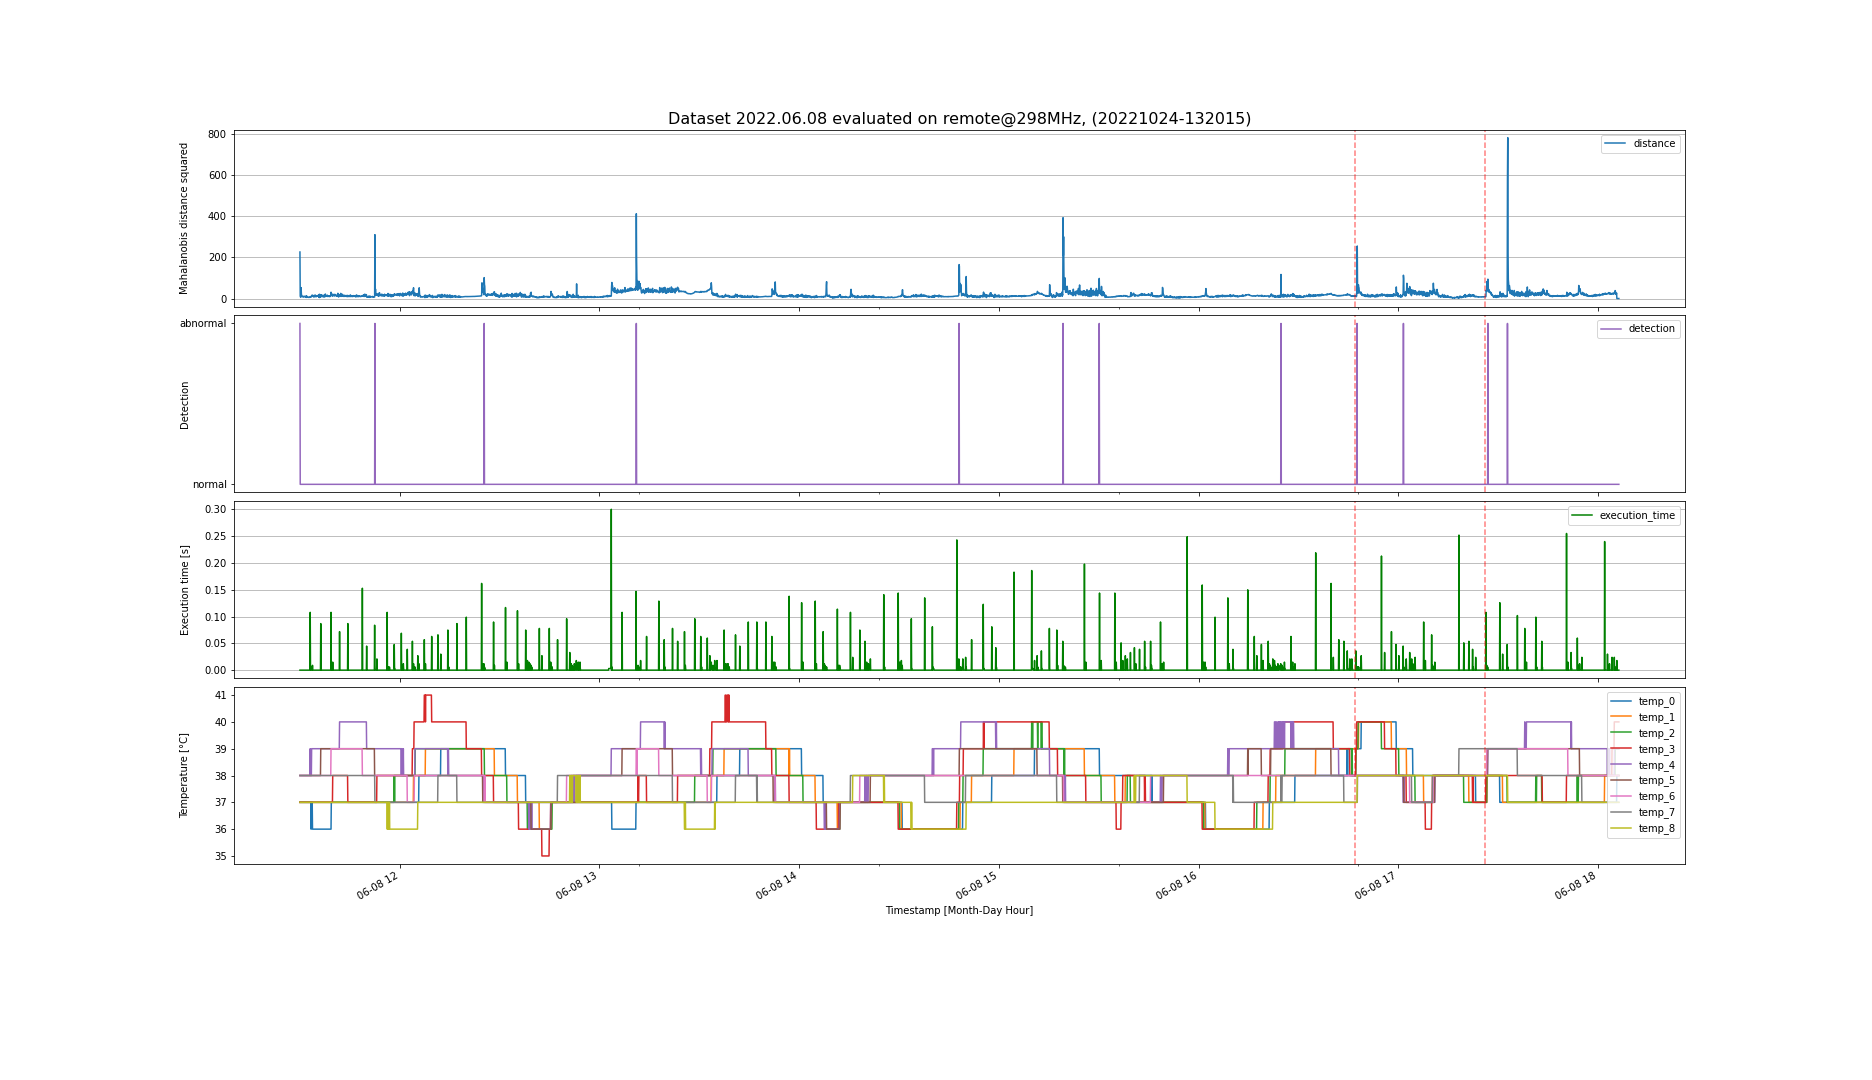 Dataset 2022.06.08 evaluated on remote@298MHz, (20221024-132015)
Mahalanobis distance squared
800
600
400
200
0
distance
Detection
abnormal
normal
detection
Execution time [s]
0.30
0.25
0.20
0.15
0.10
0.05
0.00
execution_time
Temperature [°C]
41
40
39
38
37
36
35
temp_0
temp_1
temp_2
temp_3
temp_4
temp_5
temp_6
temp_7
temp_8
06-08 12
06-08 13
06-08 14
06-08 15
06-08 16
06-08 17
06-08 18
Timestamp [Month-Day Hour]